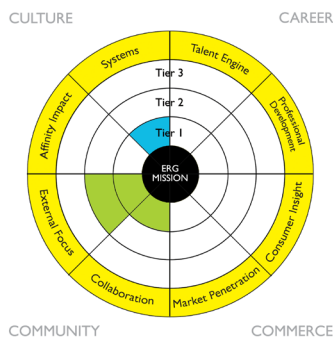 CULTURE
CAREER
Systems
Talent Engine
Affinity Impact
Professional
Development
Tier 3
Tier 2
Tier 1
ERG
MISSION
External Focus
Consumer Insight
Collaboration
Market Penetration
COMMUNITY
COMMERCE